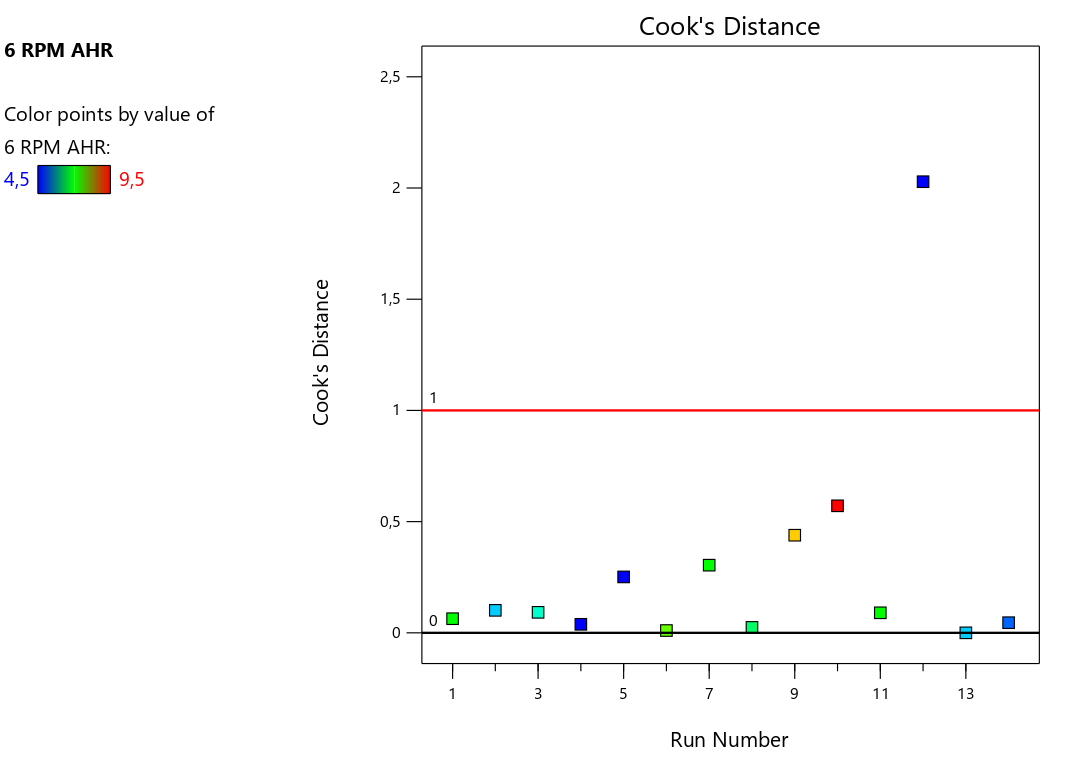 Cook's Distance
6 RPM AHR
Color points by value of
6 RPM AHR:
4,5 9,5
Cook's Distance
2,5
2
1,5
1
0,5
0
1
0
1 3 5 7 9 11 13
Run Number